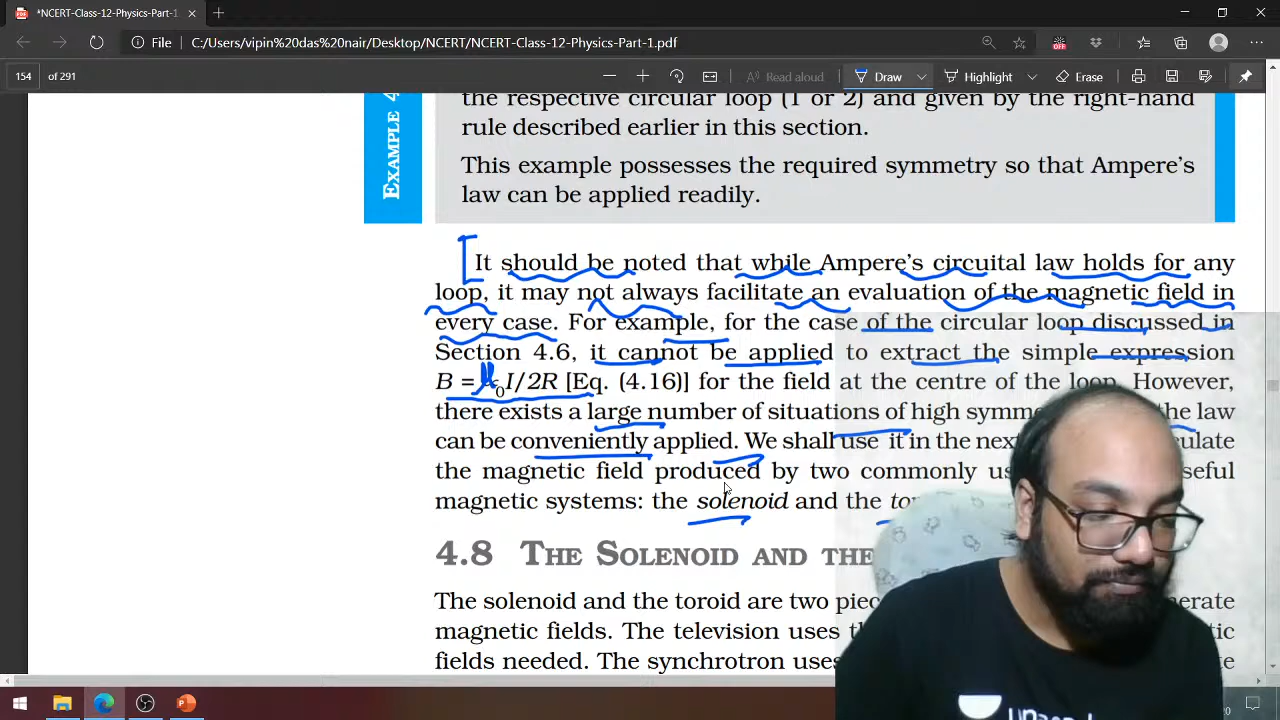 *NCERT-Class-12-Physics-Part-1
File
C:/Users/vipin%20das%20nair/Desktop/NCERT/NCERT-Class-12-Physics-Part-1.pdf
154 of 291
Read aloud
Draw
Highlight
Erase
EXAMPLE 4
the respective circular loop (1 or 2) and given by the right-hand
rule described earlier in this section.
This example possesses the required symmetry so that Ampere's
law can be applied readily.
It should be noted that while Ampere's circuital law holds for any
loop, it may not always facilitate an evaluation of the magnetic field in
every case. For example, for the case of the circular loop discussed in
Section 4.6, it cannot be applied to extract the simple expression
B = μ0 I/2R [Eq. (4.16)] for the field at the centre of the loop. However,
there exists a large number of situations of high the law
can be conveniently applied. We shall use it in the
the magnetic field produced by two commonly
magnetic systems: the solenoid and the
4.8 THE SOLENOID AND THE
The solenoid and the toroid are two
magnetic fields. The television uses
fields needed. The synchrotron uses